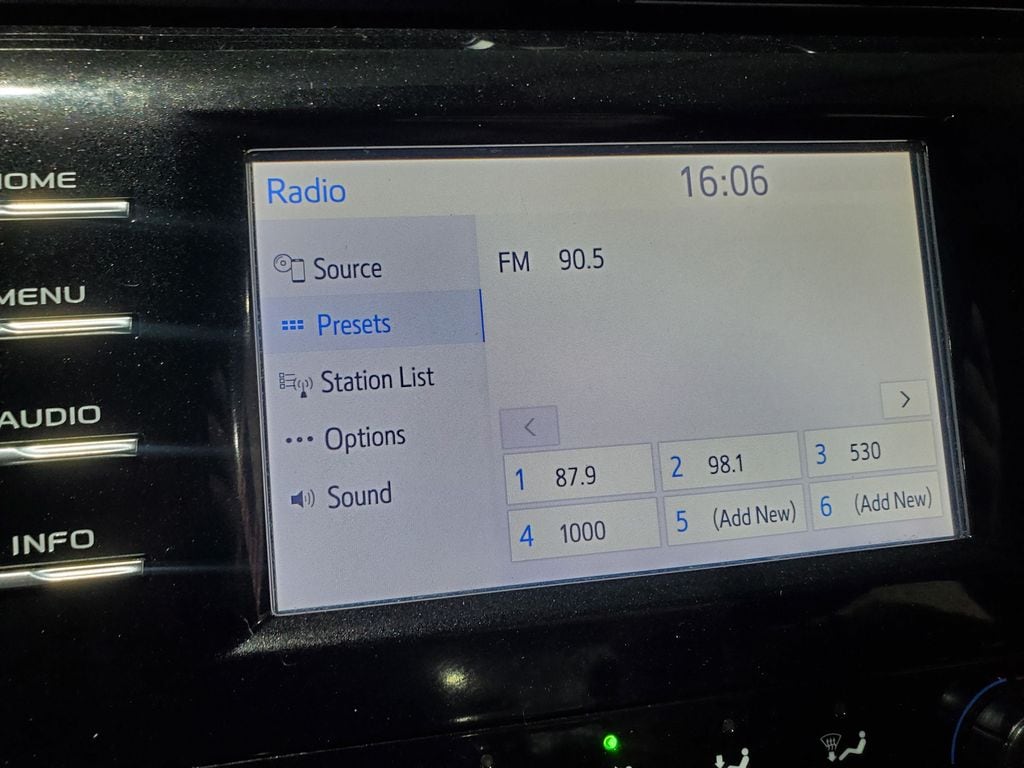 Radio 16:06
HOME
MENU
AUDIO
INFO
Source
Presets
Station List
Options
Sound
FM 90.5
< >
1 87.9 2 98.1 3 530
4 1000 5 (Add New) 6 (Add New)